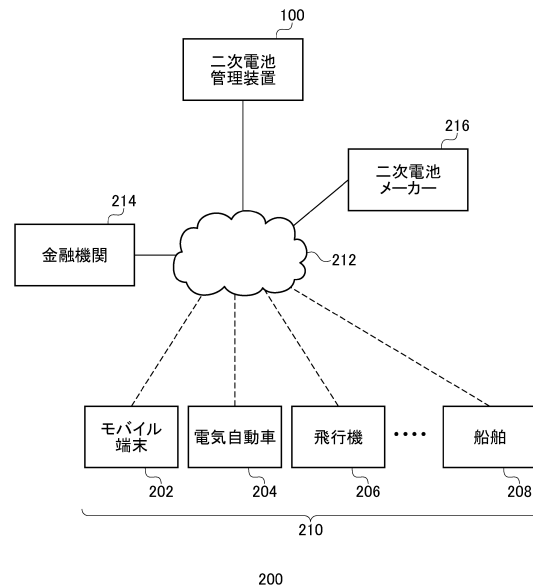 100
二次電池
管理装置
216
二次電池
メーカー
214
金融機関
212
モバイル
端末
電気自動車
飛行機
••••
船舶
202
204
206
208
210
200